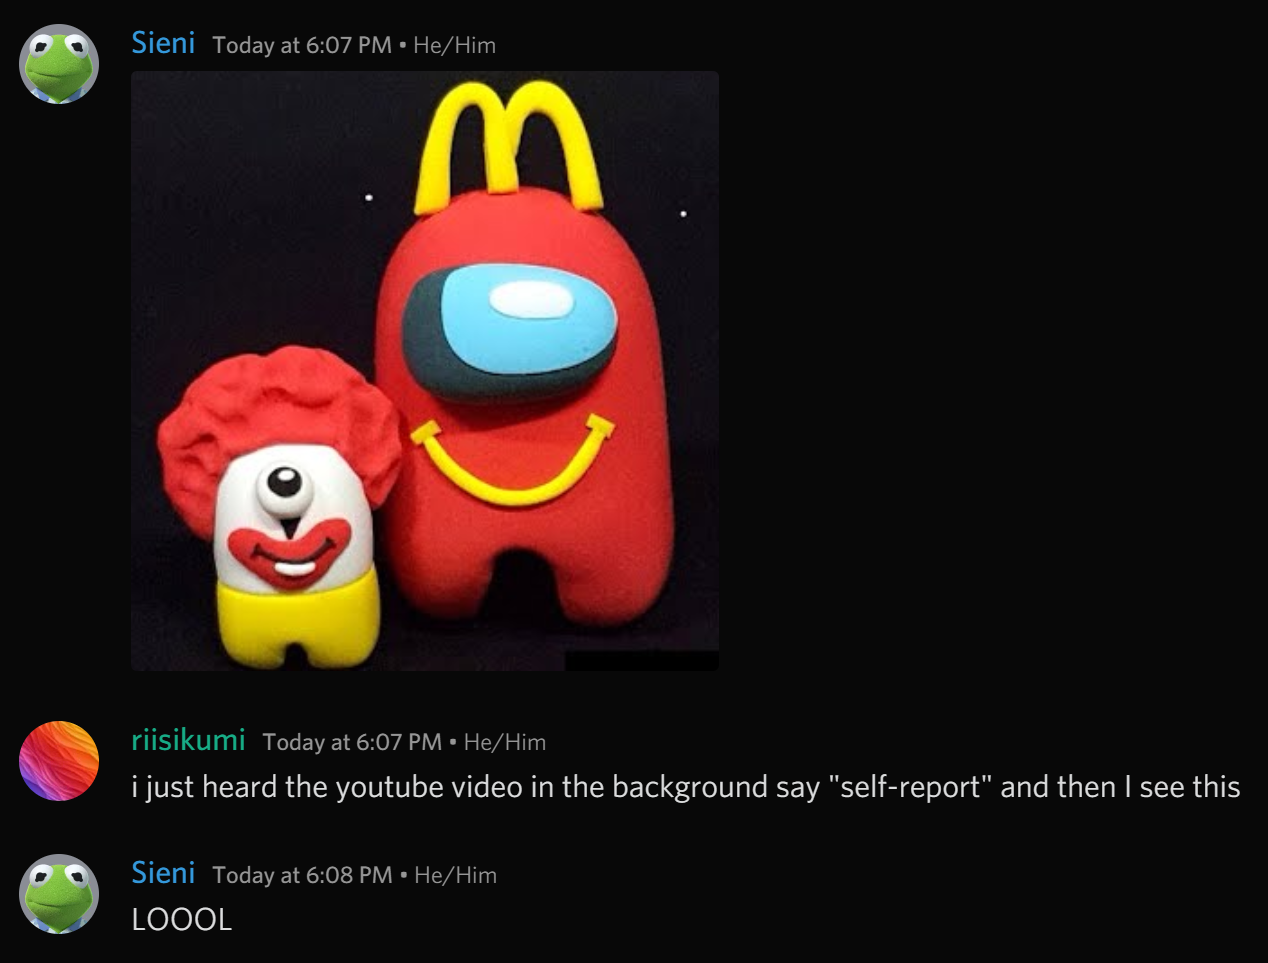 Sieni Today at 6:07 PM • He/Him
riisikumi Today at 6:07 PM • He/Him
i just heard the youtube video in the background say "self-report" and then I see this
Sieni Today at 6:08 PM • He/Him
LOOOL